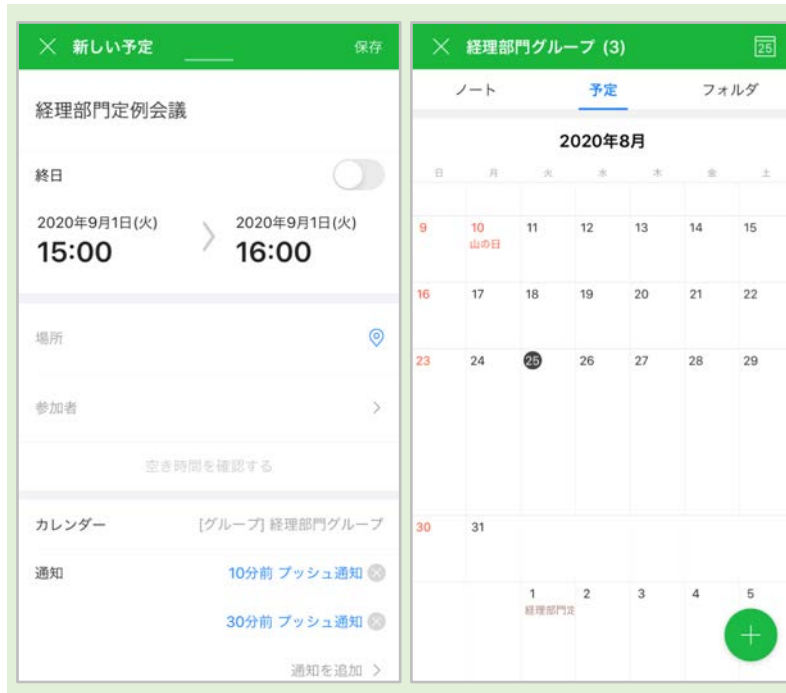 新しい予定
保存
経理部門定例会議
終日
2020年9月1日(火) 2020年9月1日(火)
15:00 16:00
場所
参加者
空き時間を確認する
カレンダー [グループ] 経理部門グループ
通知 10分前 プッシュ通知
30分前 プッシュ通知
通知を追加
経理部門グループ (3)
25
ノート 予定 フォルダ
2020年8月
日 月 火 水 木 金 土
9 10 11 12 13 14 15
山の日
16 17 18 19 20 21 22
23 24 25 26 27 28 29
30 31
1 2 3 4 5
経理部門定